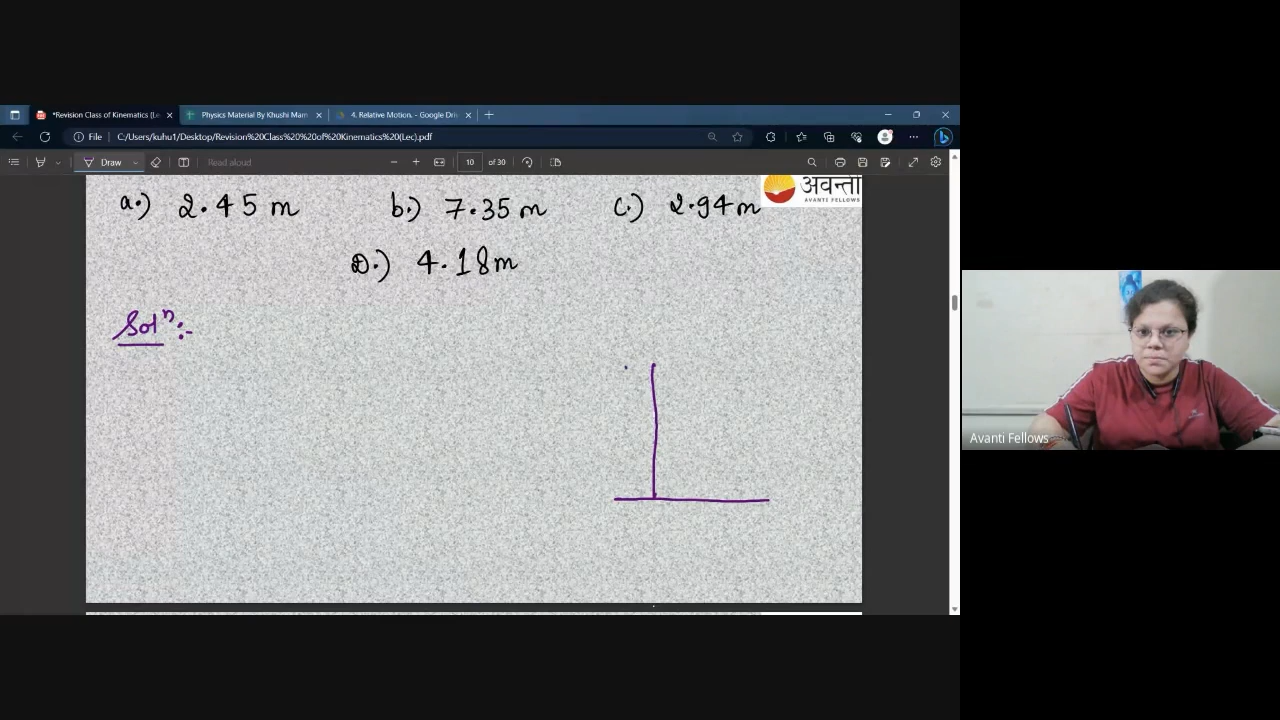 *Revision Class of Kinematics (Le
Physics Material By Khushi Mam
4. Relative Motion. - Google Dri
File
C:/Users/kuhu1/Desktop/Revision%20Class%20%20of%20Kinematics%20(Lec).pdf
Draw
Read aloud
10 of 30
a.) 2.45 m b.) 7.35 m c.) 2.94 m
अवन्ती
AVANTI FELLOWS
D.) 4.18m
Solⁿ:-
Avanti Fellows